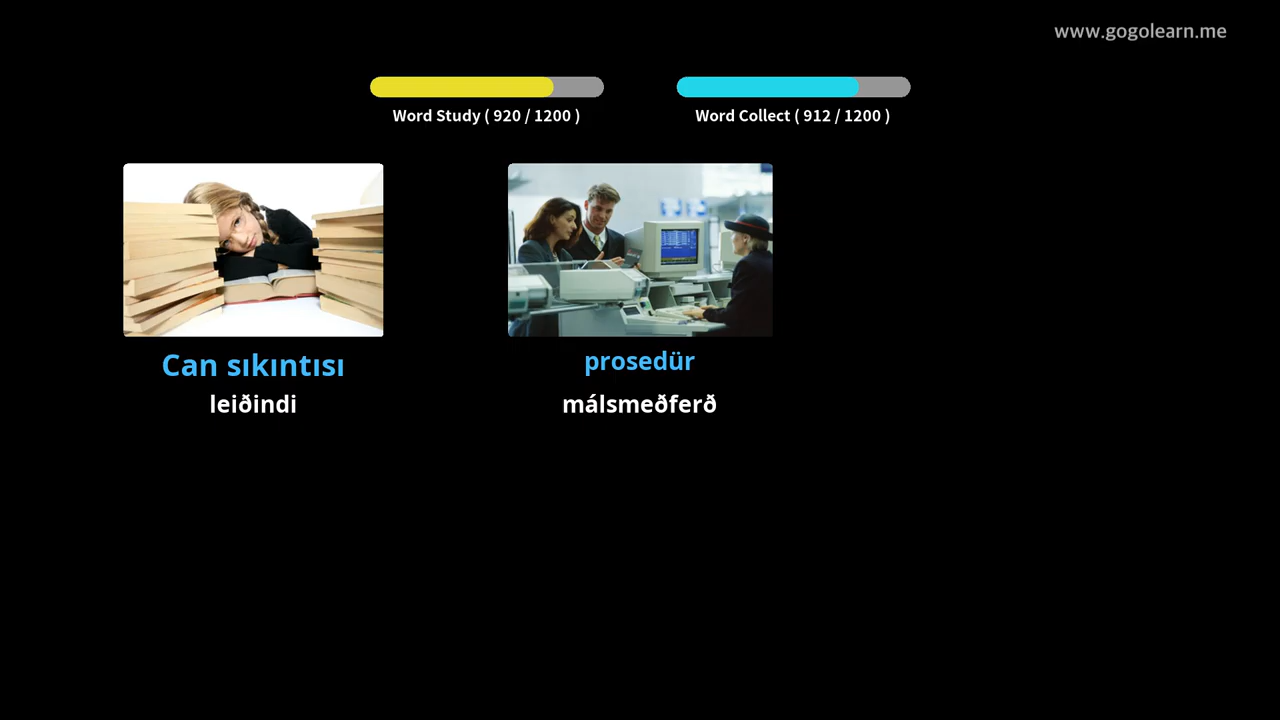 www.gogolearn.me
Word Study ( 920 / 1200 )
Word Collect ( 912 / 1200 )
Can sıkıntısı
leiðindi
prosedür
málsmeðferð